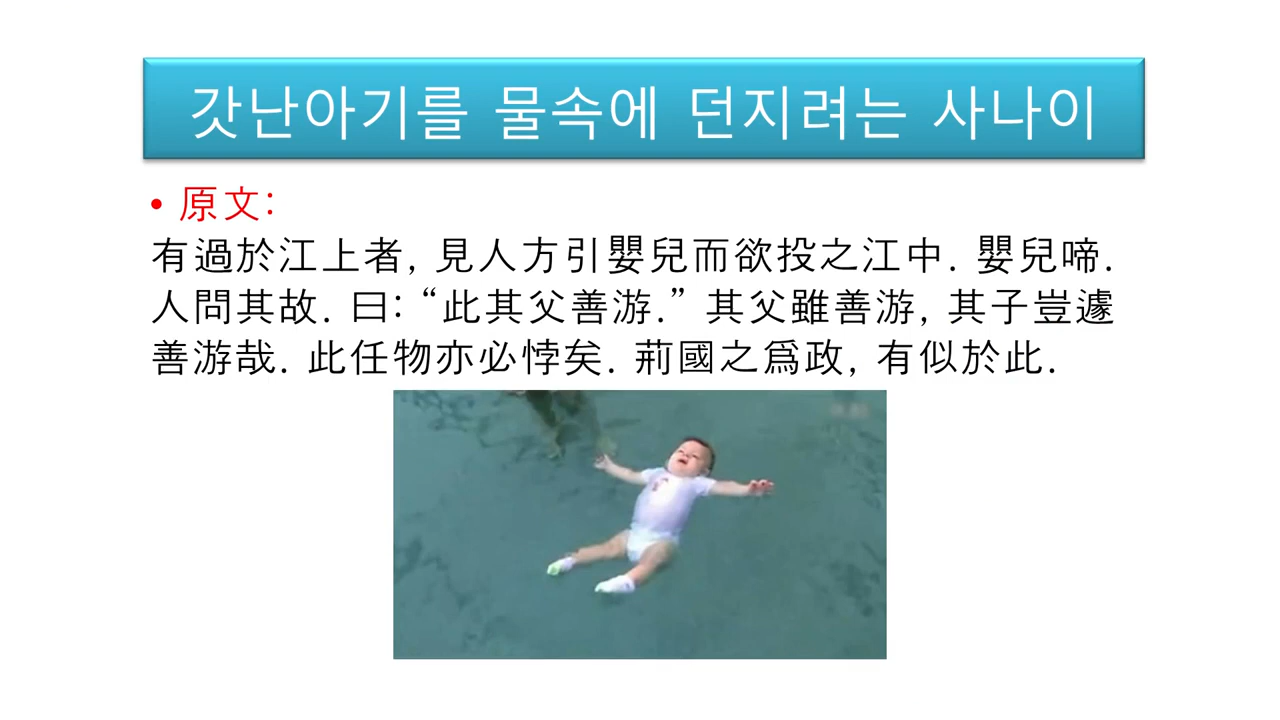 갓난아기를 물속에 던지려는 사나이
• 原文:
有過於江上者, 見人方引嬰兒而欲投之江中. 嬰兒啼.
人問其故. 曰: “此其父善游.” 其父雖善游, 其子豈遽
善游哉. 此任物亦必悖矣. 荊國之爲政, 有似於此.